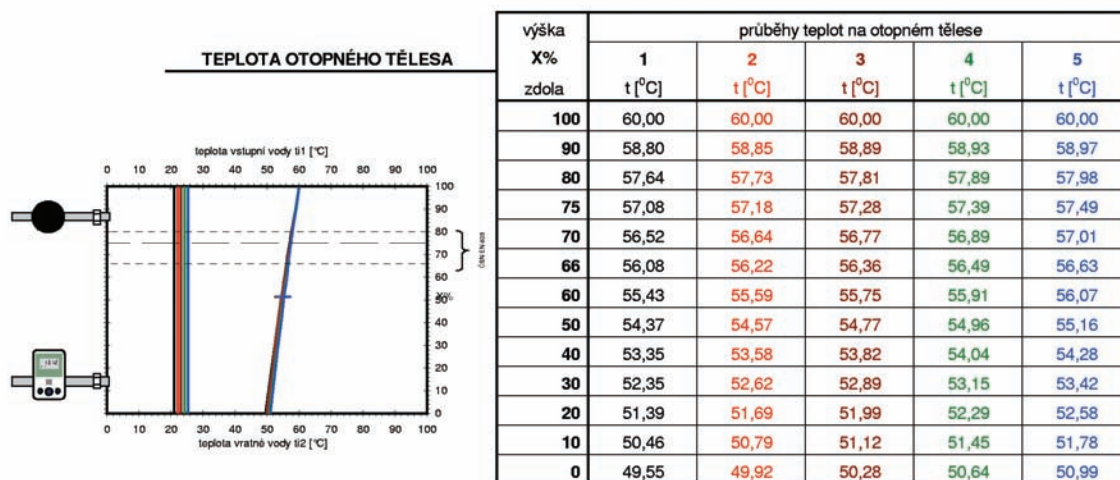 TEPLOTA OTOPNÉHO TĚLESA
teplota vstupní vody tí1 [°C]
0 10 20 30 40 50 60 70 80 90 100
100
90
80
70
60
X%
50
40
30
20
10
0
0 10 20 30 40 50 60 70 80 90 100
teplota vratné vody tí2 [°C]
výška průběhy teplot na otopném tělese
X% 1 2 3 4 5
zdola t [°C] t [°C] t [°C] t [°C] t [°C]
100 60,00 60,00 60,00 60,00 60,00
90 58,80 58,85 58,89 58,93 58,97
80 57,64 57,73 57,81 57,89 57,98
75 57,08 57,18 57,28 57,39 57,49
70 56,52 56,64 56,77 56,89 57,01
66 56,08 56,22 56,36 56,49 56,63
60 55,43 55,59 55,75 55,91 56,07
50 54,37 54,57 54,77 54,96 55,16
40 53,35 53,58 53,82 54,04 54,28
30 52,35 52,62 52,89 53,15 53,42
20 51,39 51,69 51,99 52,29 52,58
10 50,46 50,79 51,12 51,45 51,78
0 49,55 49,92 50,28 50,64 50,99